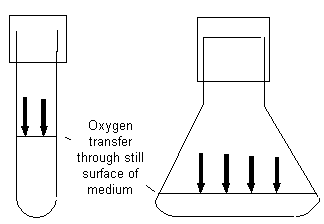 Oxygen
transfer
through still
surface of
medium